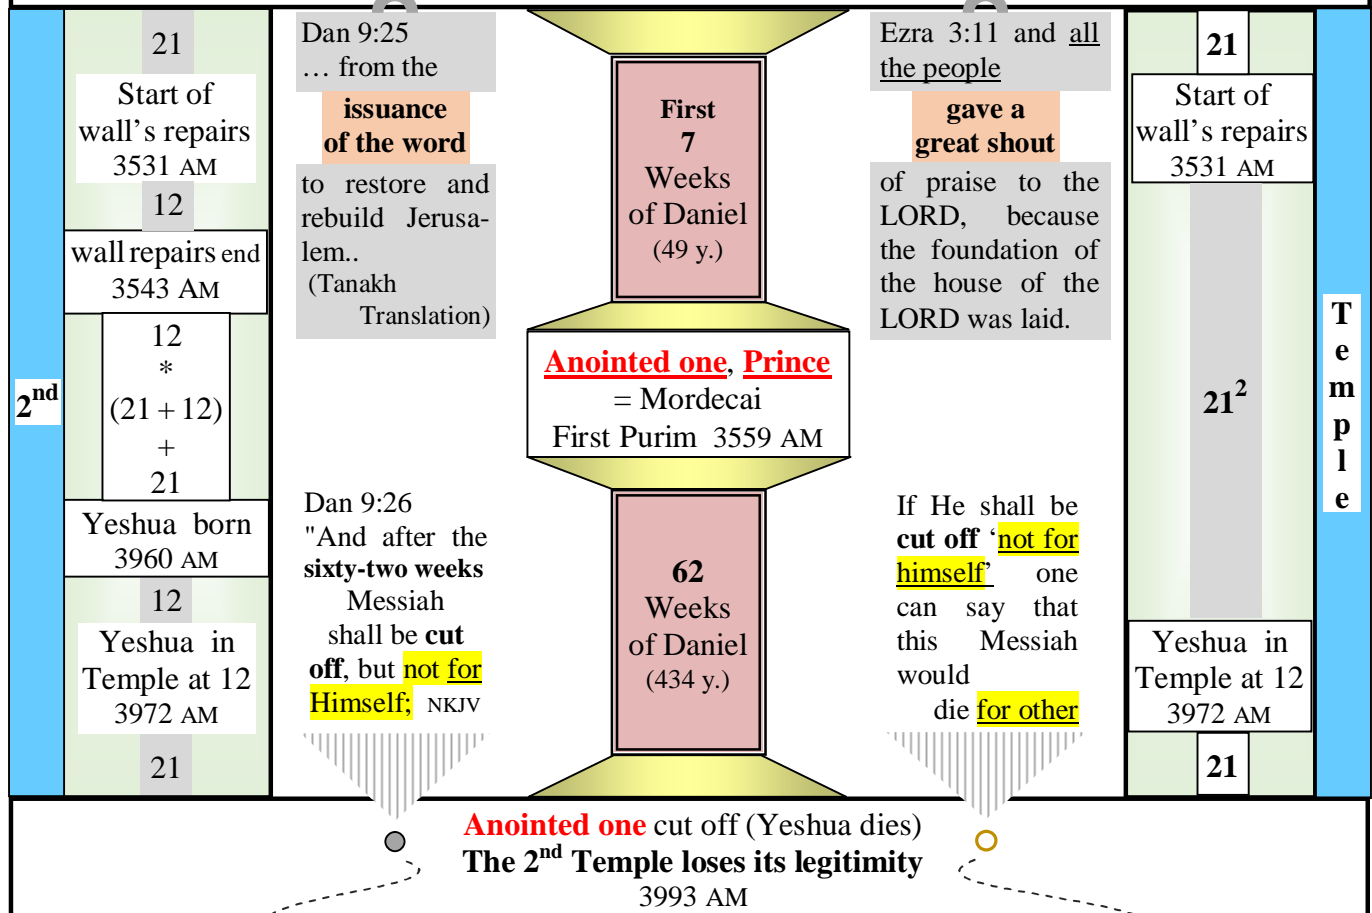 2nd
21
Start of
wall's repairs
3531 AM
12
wall repairs end
3543 AM
12
*
(21 + 12)
+
21
Yeshua born
3960 AM
12
Yeshua in
Temple at 12
3972 AM
21
Dan 9:25
… from the
issuance
of the word
to restore and
rebuild Jerusa-
lem..
(Tanakh
Translation)
Dan 9:26
"And after the
sixty-two weeks
Messiah
shall be cut
off, but not for
Himself; NKJV
First
7
Weeks
of Daniel
(49 y.)
Anointed one, Prince
= Mordecai
First Purim 3559 AM
62
Weeks
of Daniel
(434 y.)
Ezra 3:11 and all
the people
gave a
great shout
of praise to the
LORD, because
the foundation of
the house of the
LORD was laid.
If He shall be
cut off 'not for
himself' one
can say that
this Messiah
would
die for other
21
Start of
wall's repairs
3531 AM
21²
Yeshua in
Temple at 12
3972 AM
21
T
e
m
p
l
e
Anointed one cut off (Yeshua dies)
The 2nd Temple loses its legitimity
3993 AM